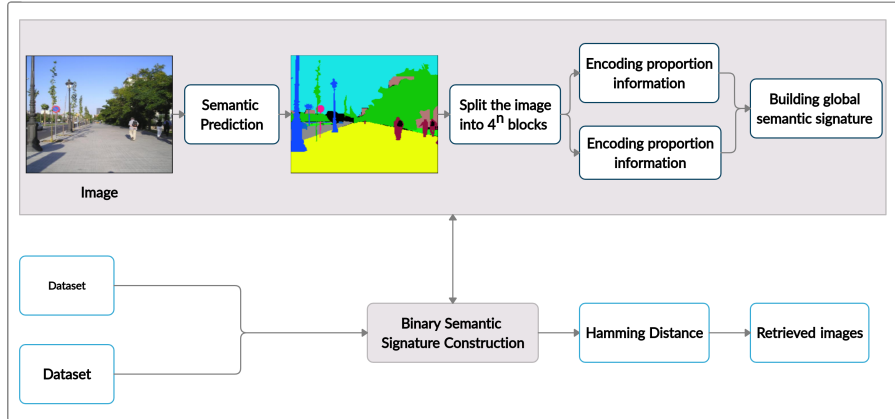 Image
Semantic
Prediction
Split the image
into 4ⁿ blocks
Encoding proportion
information
Encoding proportion
information
Building global
semantic signature
Dataset
Dataset
Binary Semantic
Signature Construction
Hamming Distance
Retrieved images